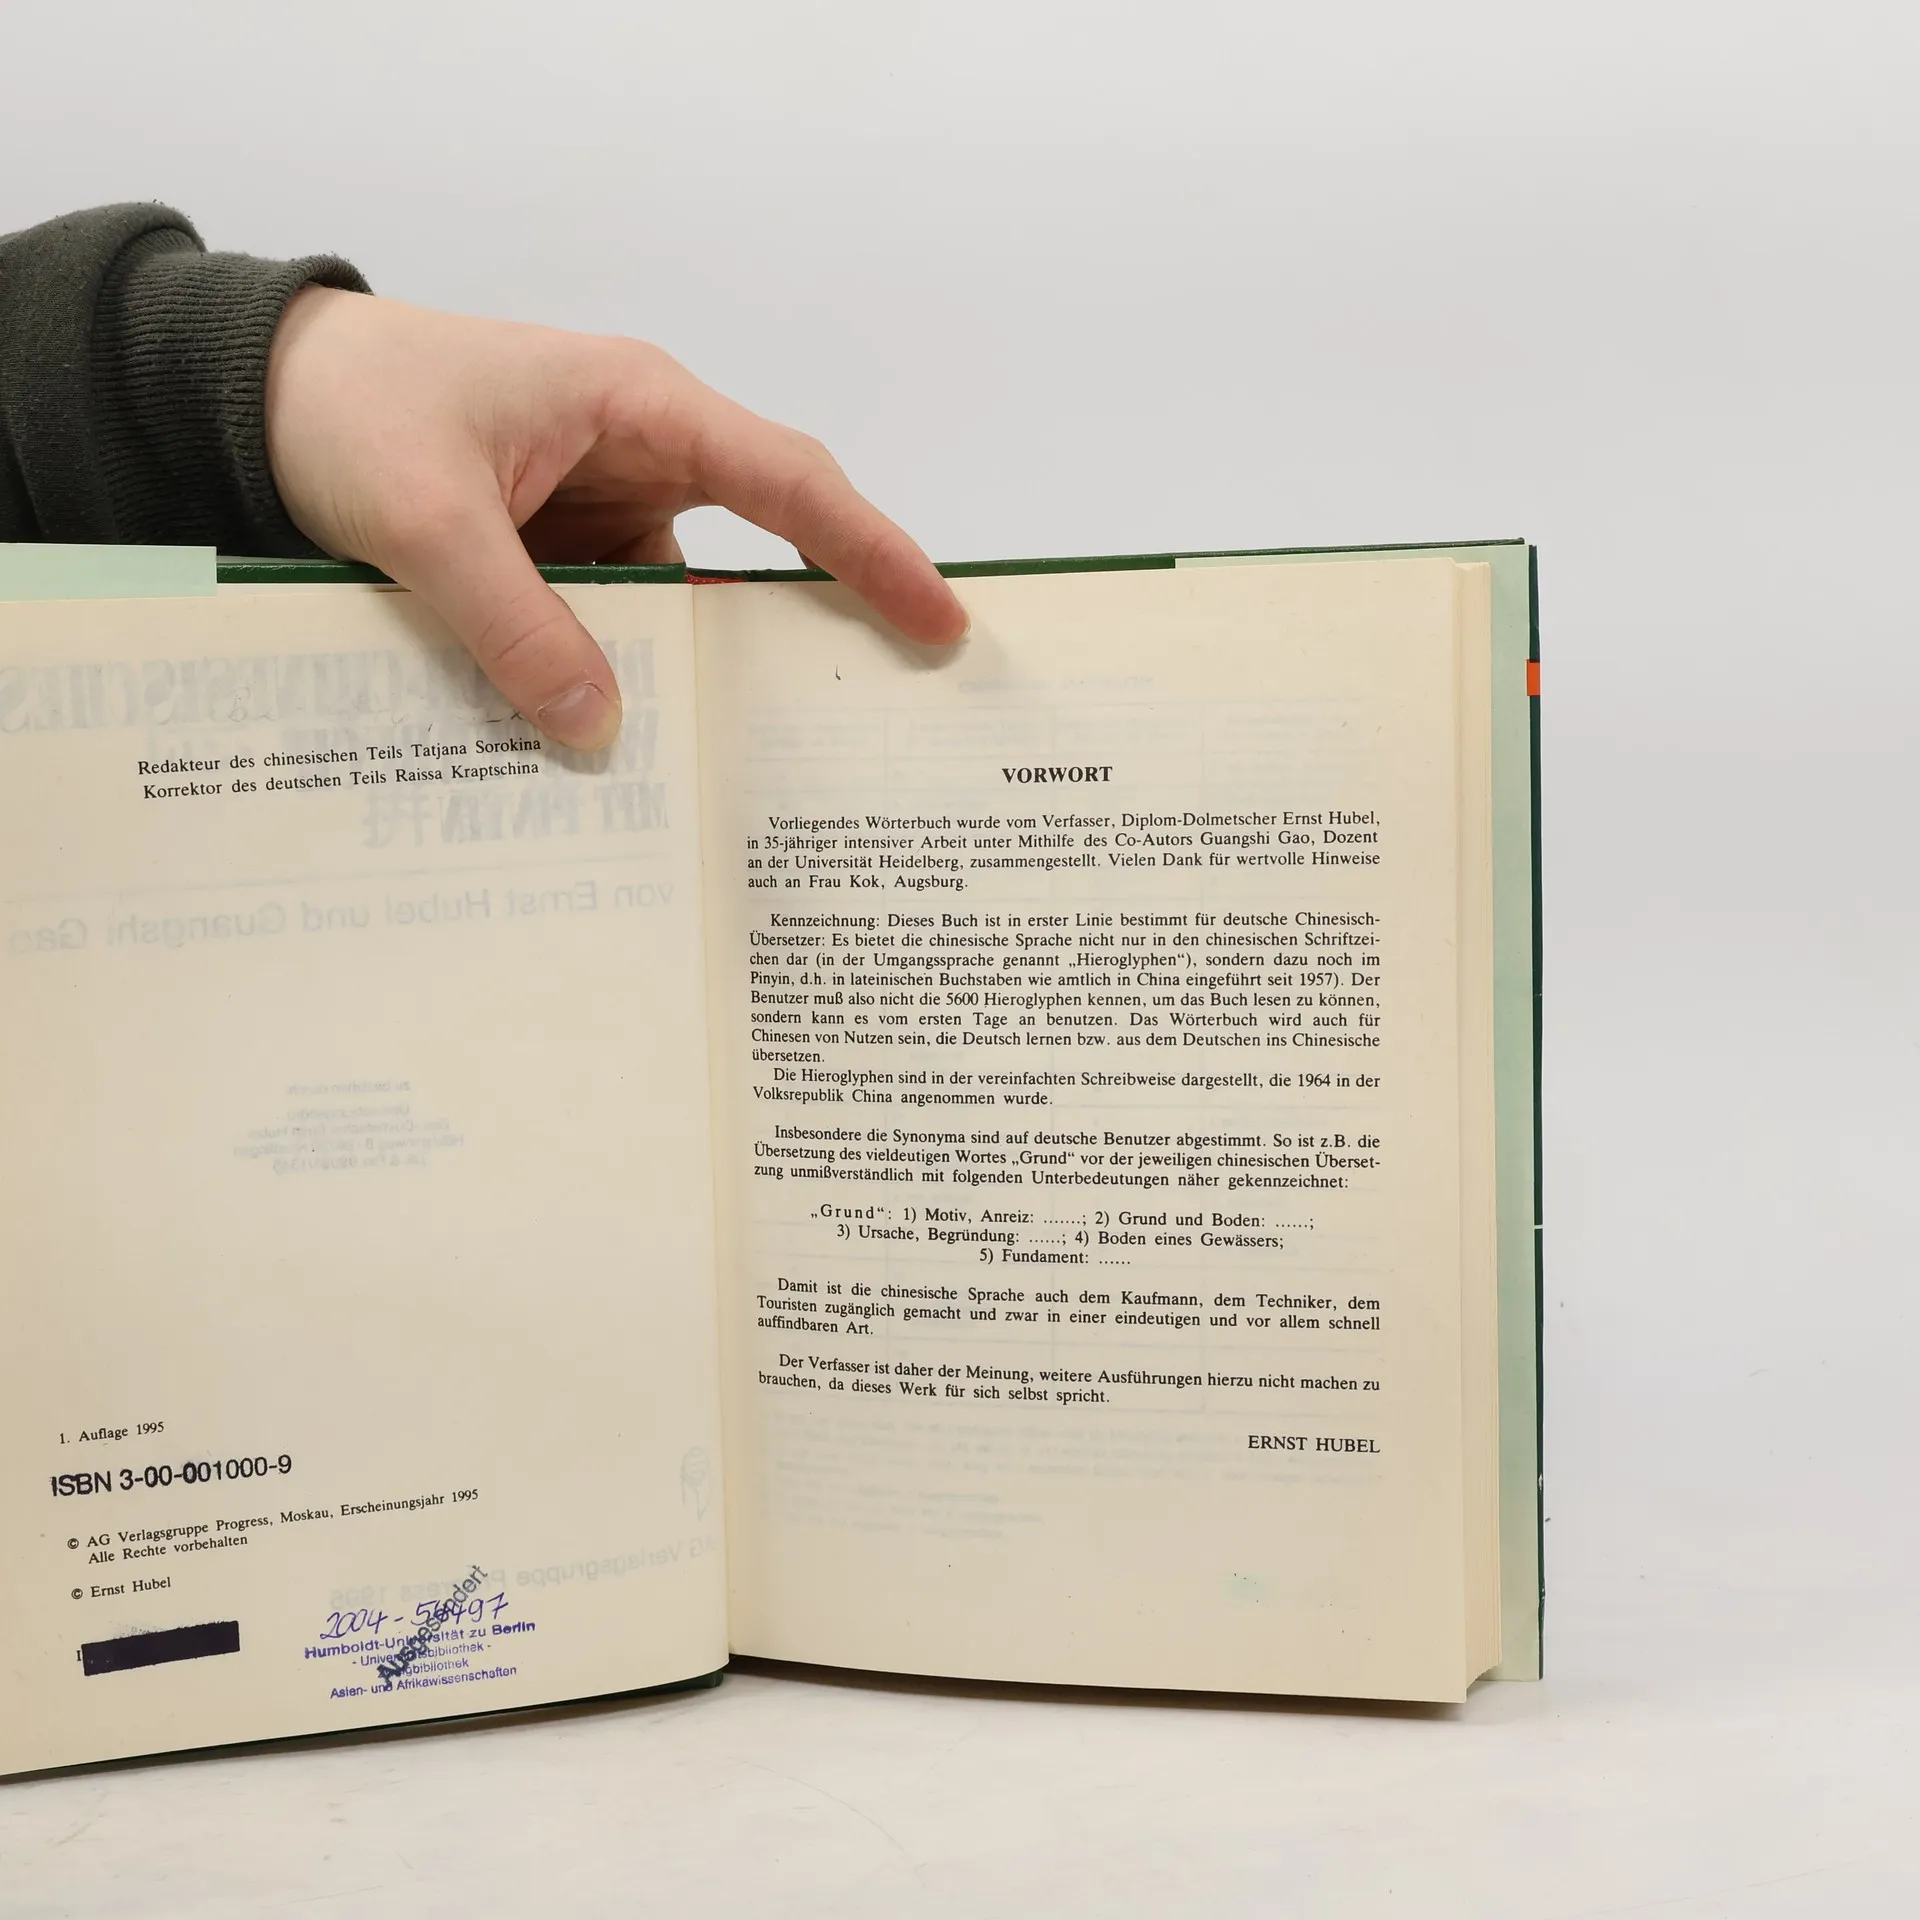 Redakteur des chinesischen Teils Tatjana Sorokina
Korrektor des deutschen Teils Raissa Kraptschina
von Ernst Hubel und Guangshi Gao
1. Auflage 1995
ISBN 3-00-001000-9
© AG Verlagsgruppe Progress, Moskau, Erscheinungsjahr 1995
Alle Rechte vorbehalten
© Ernst Hubel
2004-56497
Humboldt-Universität zu Berlin
- Universitätsbibliothek -
Zweigbibliothek
Asien- und Afrikawissenschaften
Ausgesondert
VORWORT
Vorliegendes Wörterbuch wurde vom Verfasser, Diplom-Dolmetscher Ernst Hubel,
in 35-jähriger intensiver Arbeit unter Mithilfe des Co-Autors Guangshi Gao, Dozent
an der Universität Heidelberg, zusammengestellt. Vielen Dank für wertvolle Hinweise
auch an Frau Kok, Augsburg.
Kennzeichnung: Dieses Buch ist in erster Linie bestimmt für deutsche Chinesisch-
Übersetzer: Es bietet die chinesische Sprache nicht nur in den chinesischen Schriftzei-
chen dar (in der Umgangssprache genannt „Hieroglyphen“), sondern dazu noch im
Pinyin, d.h. in lateinischen Buchstaben wie amtlich in China eingeführt seit 1957). Der
Benutzer muß also nicht die 5600 Hieroglyphen kennen, um das Buch lesen zu können,
sondern kann es vom ersten Tage an benutzen. Das Wörterbuch wird auch für
Chinesen von Nutzen sein, die Deutsch lernen bzw. aus dem Deutschen ins Chinesische
übersetzen.
Die Hieroglyphen sind in der vereinfachten Schreibweise dargestellt, die 1964 in der
Volksrepublik China angenommen wurde.
Insbesondere die Synonyma sind auf deutsche Benutzer abgestimmt. So ist z.B. die
Übersetzung des vieldeutigen Wortes „Grund“ vor der jeweiligen chinesischen Überset-
zung unmißverständlich mit folgenden Unterbedeutungen näher gekennzeichnet:
„Grund“: 1) Motiv, Anreiz: .......; 2) Grund und Boden: ......;
3) Ursache, Begründung: ......; 4) Boden eines Gewässers;
5) Fundament: ......
Damit ist die chinesische Sprache auch dem Kaufmann, dem Techniker, dem
Touristen zugänglich gemacht und zwar in einer eindeutigen und vor allem schnell
auffindbaren Art.
Der Verfasser ist daher der Meinung, weitere Ausführungen hierzu nicht machen zu
brauchen, da dieses Werk für sich selbst spricht.
ERNST HUBEL